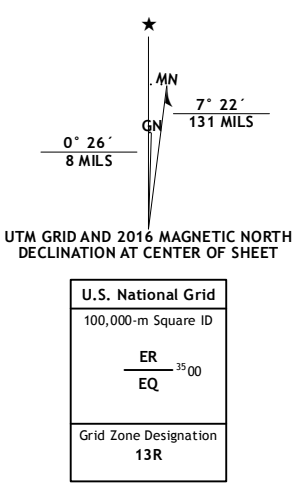 ★
MN
GN
7° 22´
131 MILS
0° 26´
8 MILS
UTM GRID AND 2016 MAGNETIC NORTH
DECLINATION AT CENTER OF SHEET
U.S. National Grid
100,000-m Square ID
ER
³⁵00
EQ
Grid Zone Designation
13R